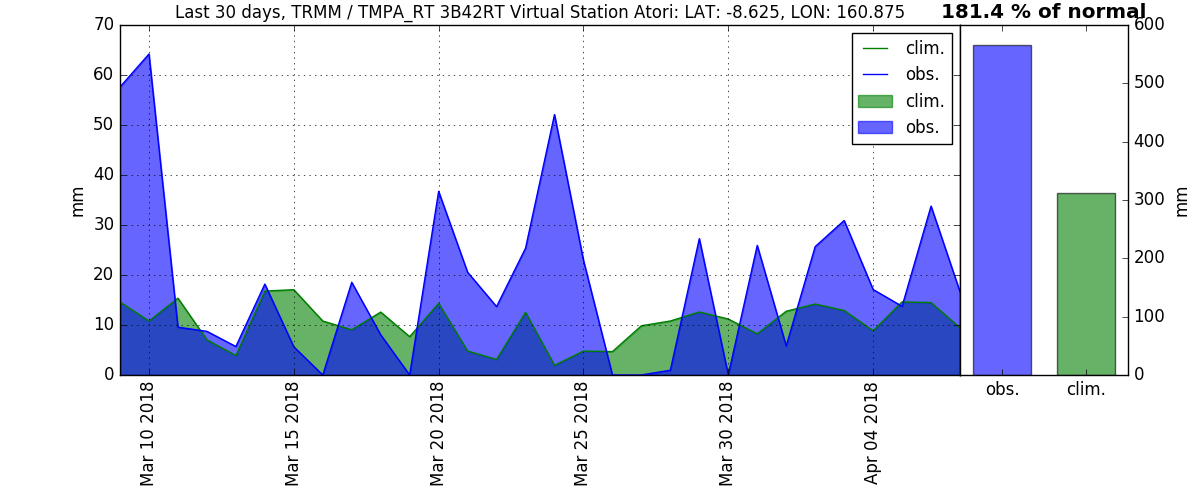 Last 30 days, TRMM / TMPA_RT 3B42RT Virtual Station Atori: LAT: -8.625, LON: 160.875
181.4 % of normal
70
60
50
40
30
20
10
0
mm
clim.
obs.
clim.
obs.
600
500
400
300
200
100
0
mm
obs.
clim.
Mar 10 2018
Mar 15 2018
Mar 20 2018
Mar 25 2018
Mar 30 2018
Apr 04 2018